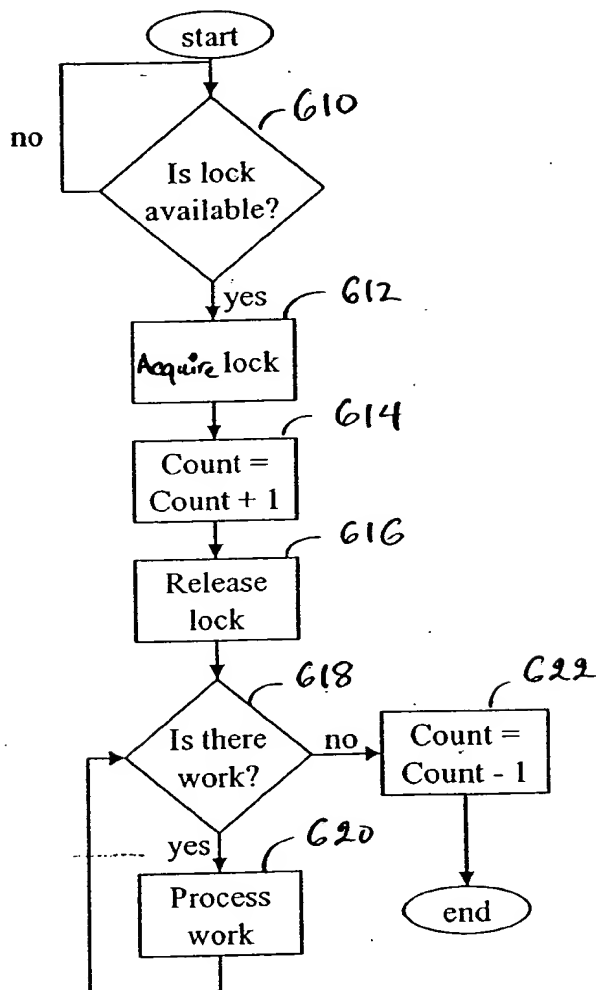 start
610
no
Is lock
available?
yes
612
Acquire lock
614
Count =
Count + 1
616
Release
lock
618
622
Is there
work?
no
Count =
Count - 1
yes
620
Process
work
end